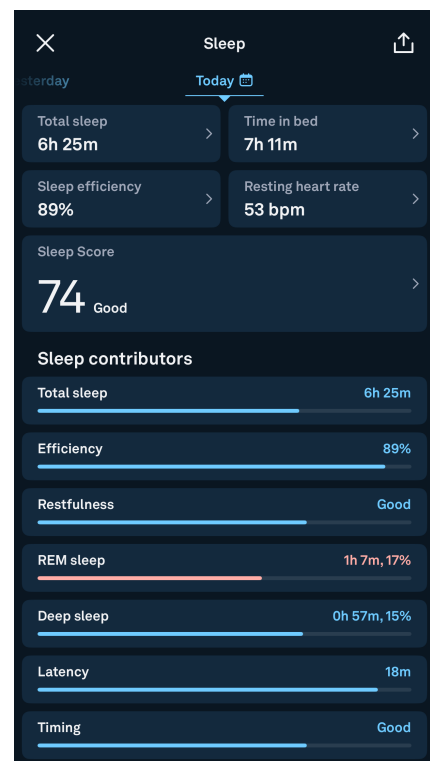 Sleep
sterday
Today
Total sleep
6h 25m
Time in bed
7h 11m
Sleep efficiency
89%
Resting heart rate
53 bpm
Sleep Score
74 Good
Sleep contributors
Total sleep 6h 25m
Efficiency 89%
Restfulness Good
REM sleep 1h 7m, 17%
Deep sleep 0h 57m, 15%
Latency 18m
Timing Good